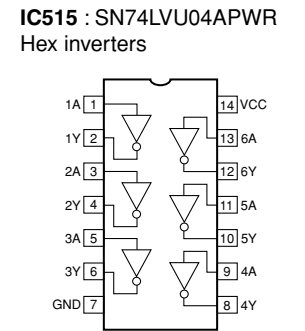 IC515 : SN74LVU04APWR
Hex inverters
1A 1 14 VCC
1Y 2 13 6A
2A 3 12 6Y
2Y 4 11 5A
3A 5 10 5Y
3Y 6 9 4A
GND 7 8 4Y